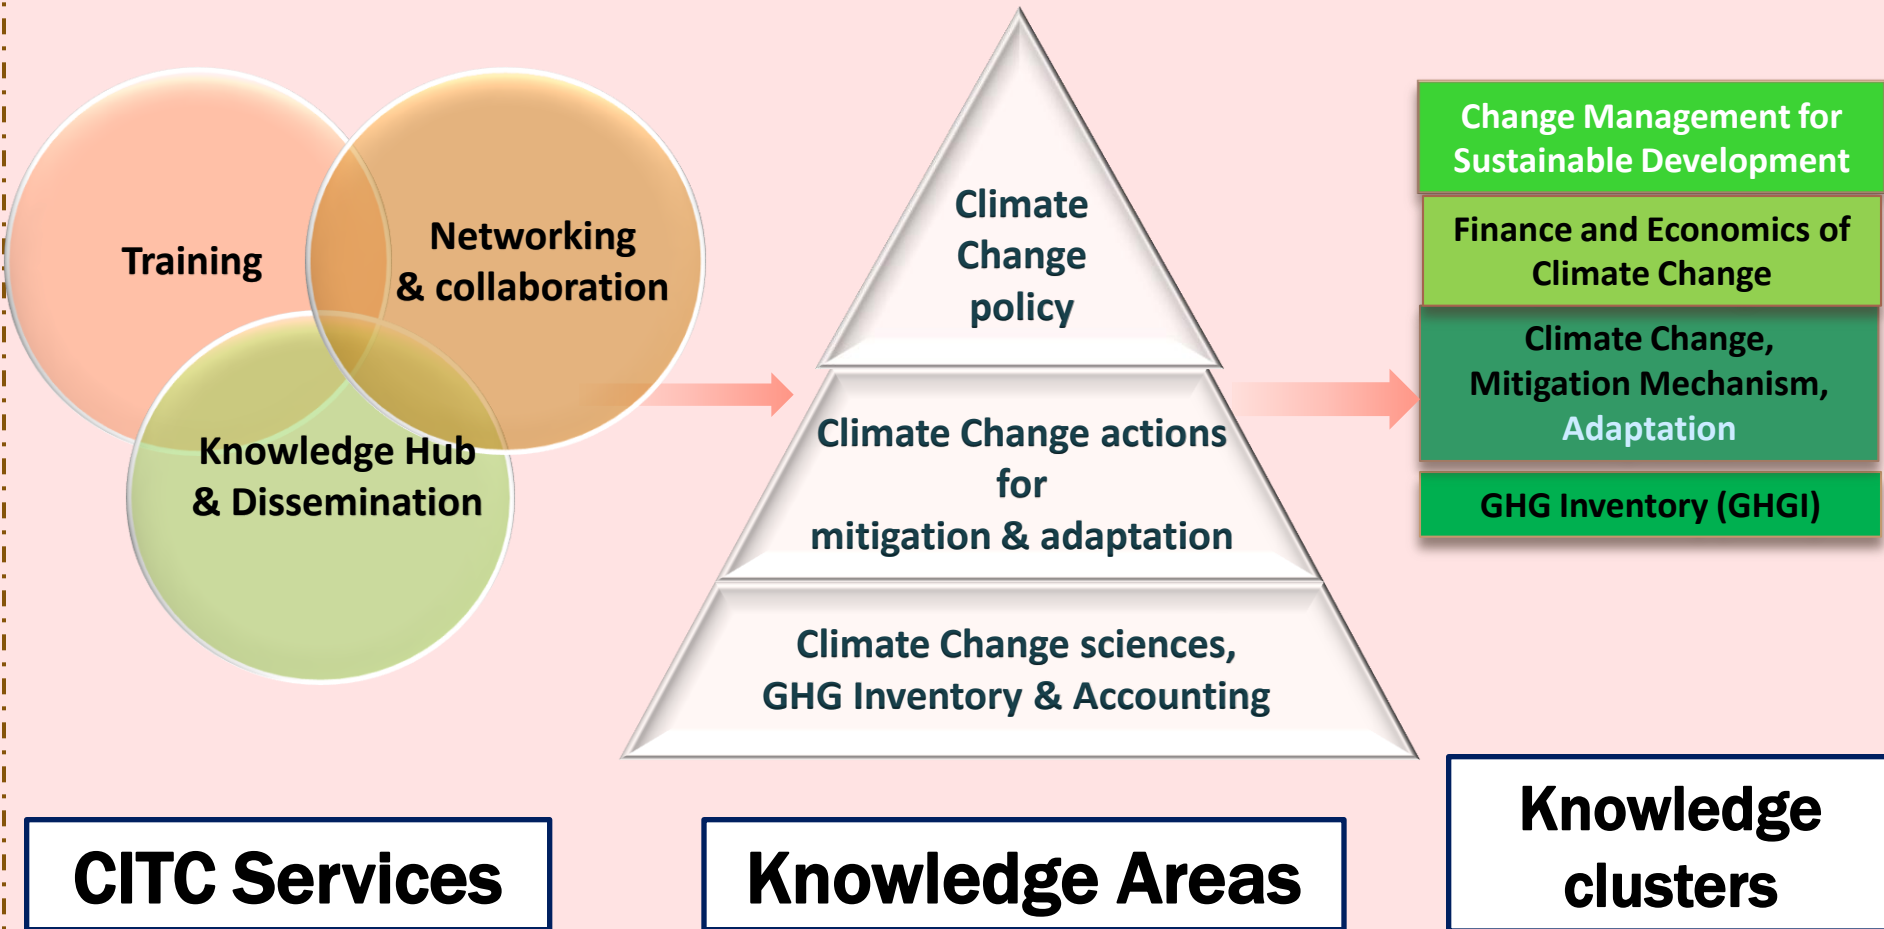 Training
Networking
& collaboration
Knowledge Hub
& Dissemination
CITC Services
Climate
Change
policy
Climate Change actions
for
mitigation & adaptation
Climate Change sciences,
GHG Inventory & Accounting
Knowledge Areas
Change Management for
Sustainable Development
Finance and Economics of
Climate Change
Climate Change,
Mitigation Mechanism,
Adaptation
GHG Inventory (GHGI)
Knowledge
clusters